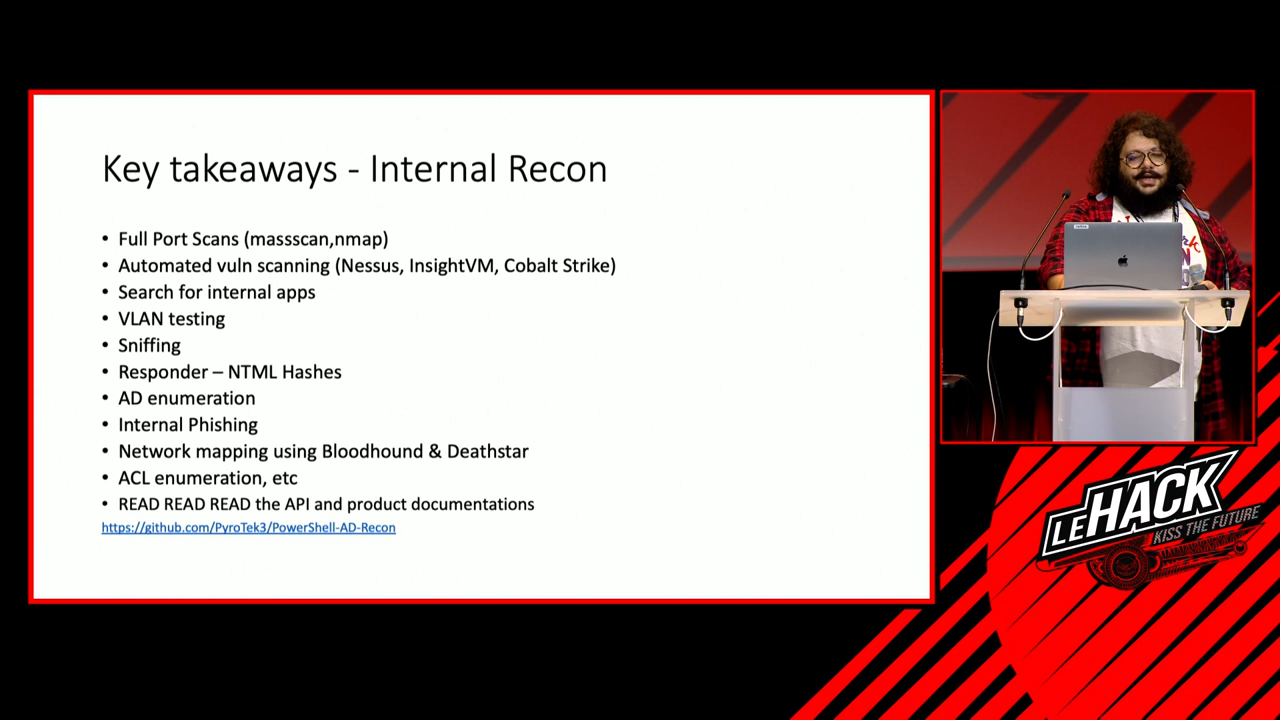 Key takeaways - Internal Recon
• Full Port Scans (massscan,nmap)
• Automated vuln scanning (Nessus, InsightVM, Cobalt Strike)
• Search for internal apps
• VLAN testing
• Sniffing
• Responder – NTML Hashes
• AD enumeration
• Internal Phishing
• Network mapping using Bloodhound & Deathstar
• ACL enumeration, etc
• READ READ READ the API and product documentations
https://github.com/PyroTek3/PowerShell-AD-Recon
LEHACK
KISS THE FUTURE